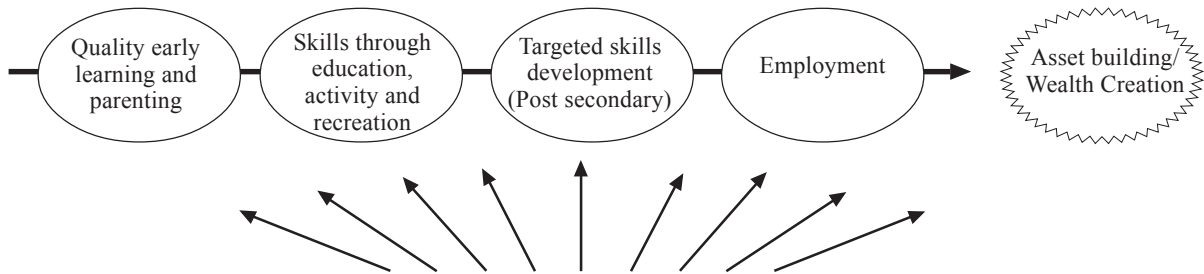 Quality early
learning and
parenting
Skills through
education,
activity and
recreation
Targeted skills
development
(Post secondary)
Employment
Asset building/
Wealth Creation